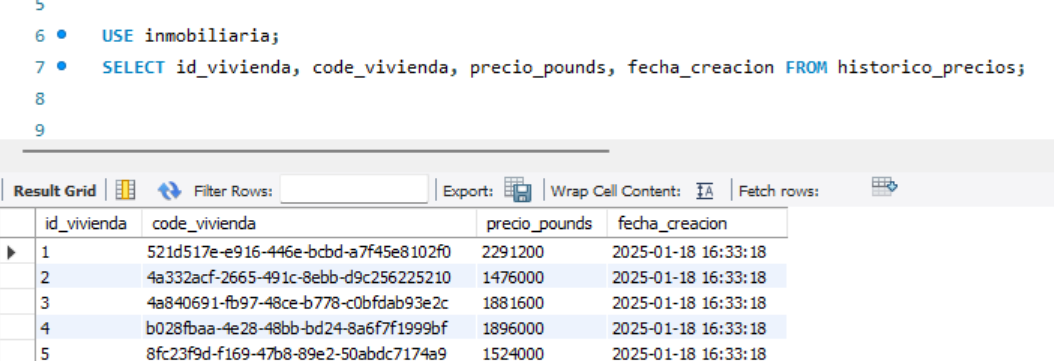 5
6 USE inmobiliaria;
7 SELECT id_vivienda, code_vivienda, precio_pounds, fecha_creacion FROM historico_precios;
8
9
Result Grid Filter Rows: Export: Wrap Cell Content: IA Fetch rows:
id_vivienda code_vivienda precio_pounds fecha_creacion
1 521d517e-e916-446e-bcbd-a7f45e8102f0 2291200 2025-01-18 16:33:18
2 4a332acf-2665-491c-8ebb-d9c256225210 1476000 2025-01-18 16:33:18
3 4a840691-fb97-48ce-b778-c0bfdab93e2c 1881600 2025-01-18 16:33:18
4 b028fbaa-4e28-48bb-bd24-8a6f7f1999bf 1896000 2025-01-18 16:33:18
5 8fc23f9d-f169-47b8-89e2-50abdc7174a9 1524000 2025-01-18 16:33:18